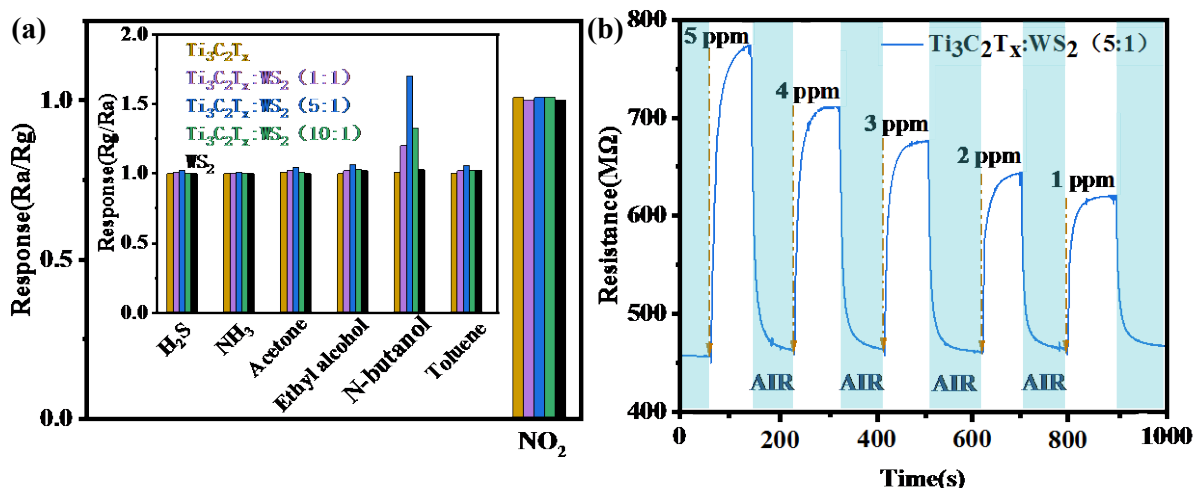 (a)
Response(Ra/Rg)
1.0
0.5
0.0
Response(Rg/Ra)
2.0
1.5
1.0
0.5
0.0
Ti₃C₂Tₓ
Ti₃C₂Tₓ:WS₂ (1:1)
Ti₃C₂Tₓ:WS₂ (5:1)
Ti₃C₂Tₓ:WS₂ (10:1)
WS₂
H₂S
NH₃
Acetone
Ethyl alcohol
N-butanol
Toluene
NO₂
(b)
Resistance(MΩ)
800
700
600
500
400
Ti₃C₂Tₓ:WS₂ (5:1)
5 ppm
4 ppm
3 ppm
2 ppm
1 ppm
AIR
AIR
AIR
AIR
0
200
400
600
800
1000
Time(s)